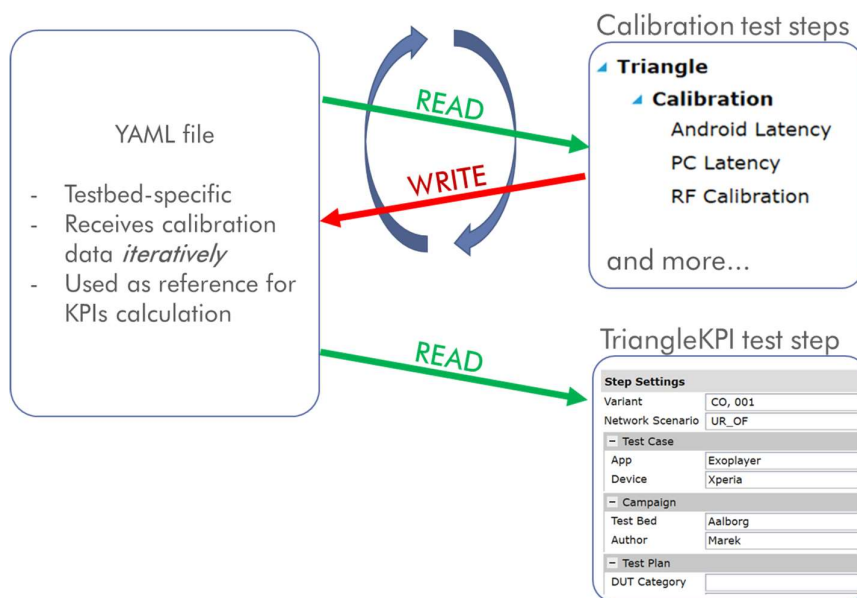 Calibration test steps
Triangle
Calibration
Android Latency
PC Latency
RF Calibration
and more...
READ
WRITE
YAML file
- Testbed-specific
- Receives calibration
data iteratively
- Used as reference for
KPIs calculation
READ
TriangleKPI test step
Step Settings
Variant CO, 001
Network Scenario UR_OF
− Test Case
App Exoplayer
Device Xperia
− Campaign
Test Bed Aalborg
Author Marek
− Test Plan
DUT Category